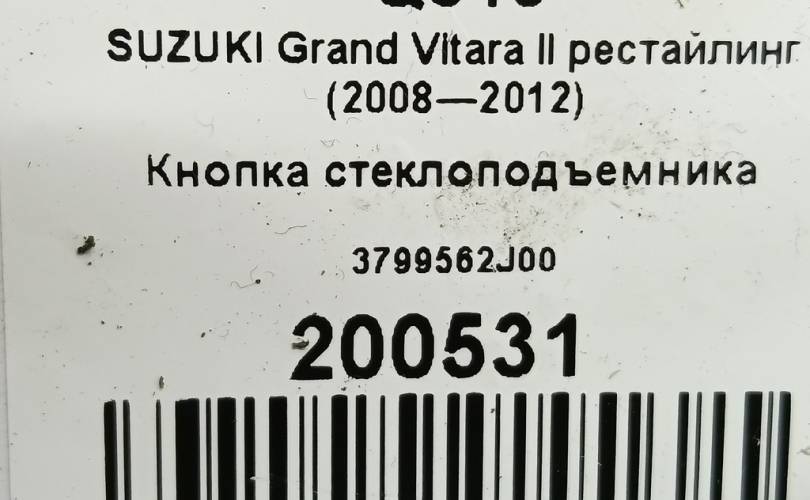 SUZUKI Grand Vitara II рестайлинг
(2008—2012)
Кнопка стеклоподъемника
3799562J00
200531